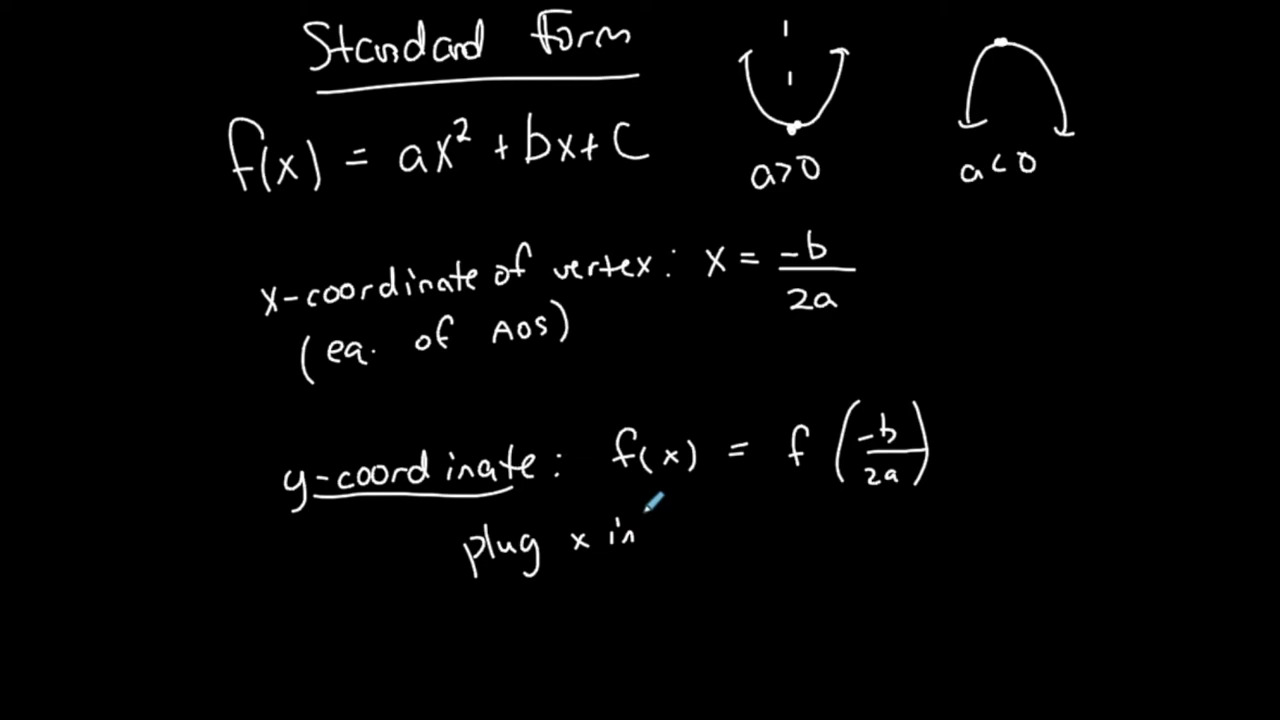 Standard Form
f(x) = ax² + bx + c
a>0
a<0
x-coordinate of vertex: x = -b/2a
(eq. of AOS)
y-coordinate: f(x) = f(-b/2a)
plug x in